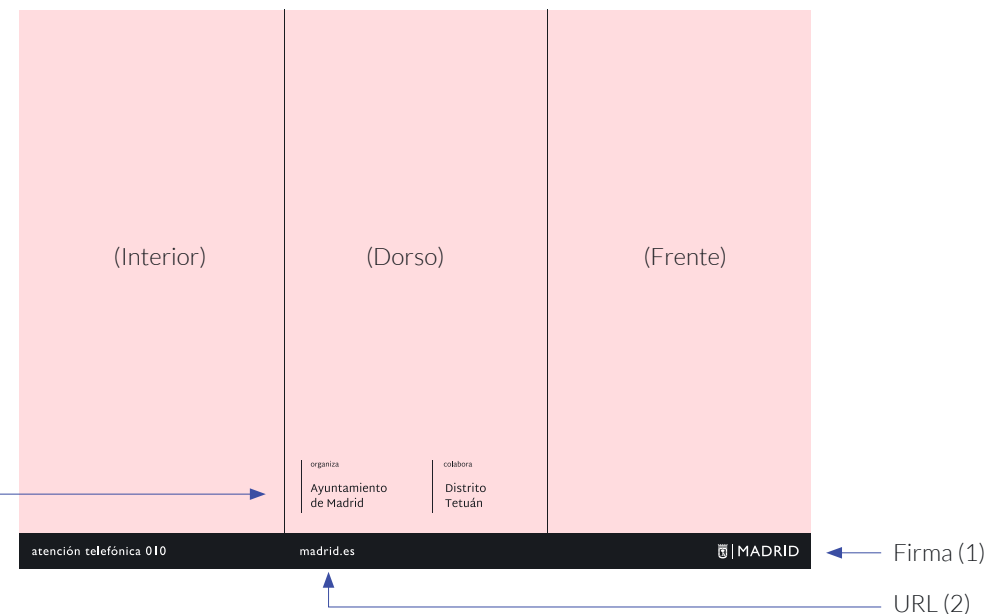 (Interior)
(Dorso)
(Frente)
organiza
Ayuntamiento
de Madrid
colabora
Distrito
Tetuán
atención telefónica 010
madrid.es
MADRID
Firma (1)
URL (2)